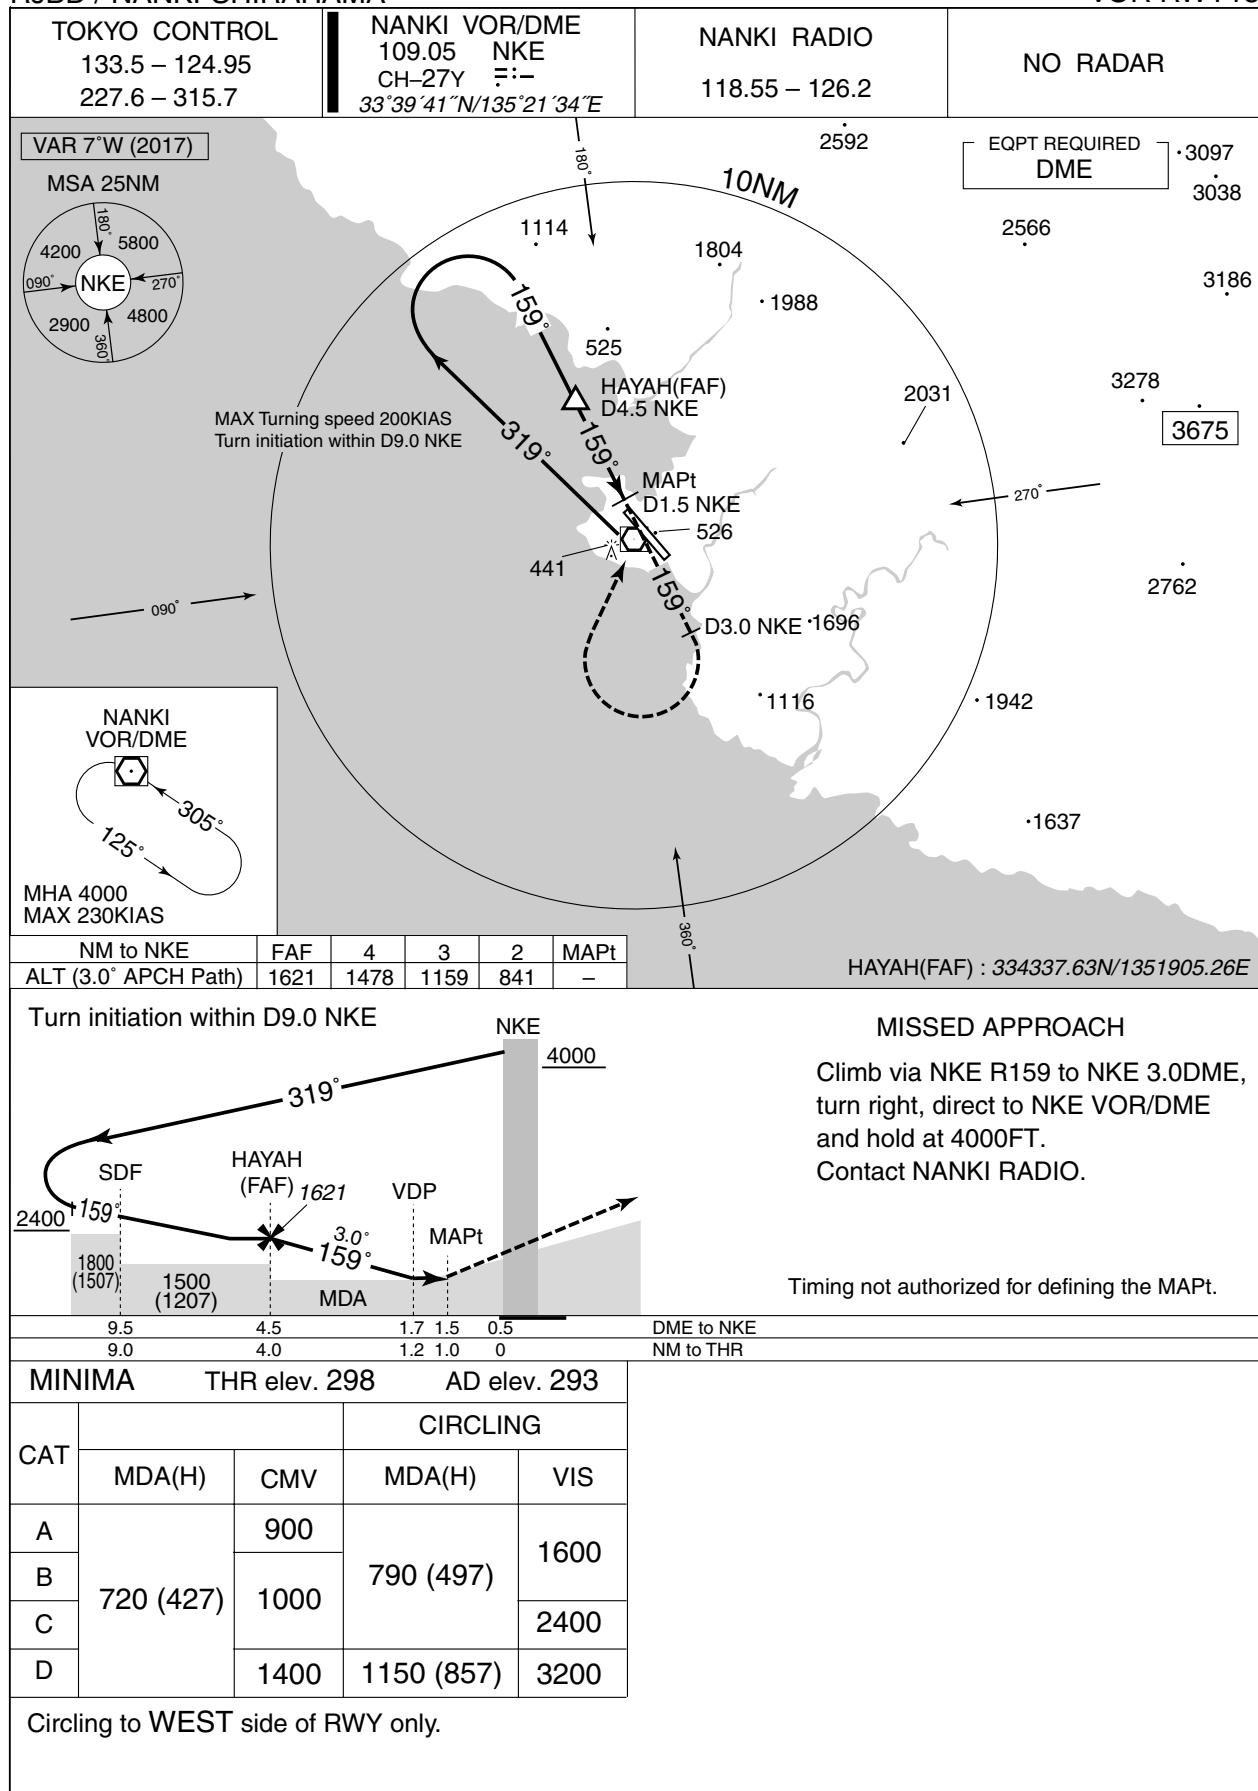 RJBD / NANKI-SHIRAHAMA
TOKYO CONTROL
133.5 – 124.95
227.6 – 315.7
NANKI VOR/DME
109.05 NKE
CH–27Y
33°39´41˝N/135°21´34˝E
NANKI RADIO
118.55 – 126.2
NO RADAR
VAR 7°W (2017)
MSA 25NM
180°
4200
5800
090°
NKE
270°
2900
4800
360°
180°
10NM
2592
EQPT REQUIRED
DME
3097
3038
1114
1804
2566
159°
1988
3186
525
HAYAH(FAF)
D4.5 NKE
2031
3278
3675
MAX Turning speed 200KIAS
Turn initiation within D9.0 NKE
319°
159°
MAPt
D1.5 NKE
270°
526
441
159°
2762
090°
D3.0 NKE
1696
1116
1942
NANKI
VOR/DME
305°
125°
1637
MHA 4000
MAX 230KIAS
360°
NM to NKE FAF 4 3 2 MAPt
ALT (3.0° APCH Path) 1621 1478 1159 841 –
HAYAH(FAF) : 334337.63N/1351905.26E
Turn initiation within D9.0 NKE
NKE
4000
319°
SDF
HAYAH
(FAF)
1621
VDP
2400
159°
3.0°
159°
MAPt
1800
(1507)
1500
(1207)
MDA
MISSED APPROACH
Climb via NKE R159 to NKE 3.0DME,
turn right, direct to NKE VOR/DME
and hold at 4000FT.
Contact NANKI RADIO.
Timing not authorized for defining the MAPt.
9.5 4.5 1.7 1.5 0.5 DME to NKE
9.0 4.0 1.2 1.0 0 NM to THR
MINIMA THR elev. 298 AD elev. 293
CAT
CIRCLING
MDA(H) CMV MDA(H) VIS
A 900
B
720 (427) 1000 790 (497) 1600
C 2400
D 1400 1150 (857) 3200
Circling to WEST side of RWY only.